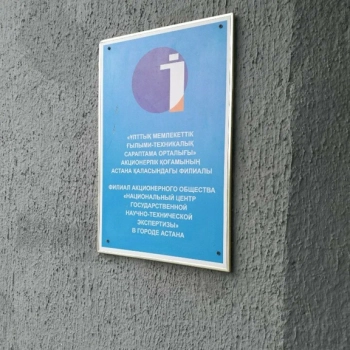 «ҰЛТТЫҚ МЕМЛЕКЕТТІК
ҒЫЛЫМИ-ТЕХНИКАЛЫҚ
САРАПТАМА ОРТАЛЫҒЫ»
АКЦИОНЕРЛІК ҚОҒАМЫНЫҢ
АСТАНА ҚАЛАСЫНДАҒЫ ФИЛИАЛЫ
ФИЛИАЛ АКЦИОНЕРНОГО ОБЩЕСТВА
«НАЦИОНАЛЬНЫЙ ЦЕНТР
ГОСУДАРСТВЕННОЙ
НАУЧНО-ТЕХНИЧЕСКОЙ
ЭКСПЕРТИЗЫ»
В ГОРОДЕ АСТАНА